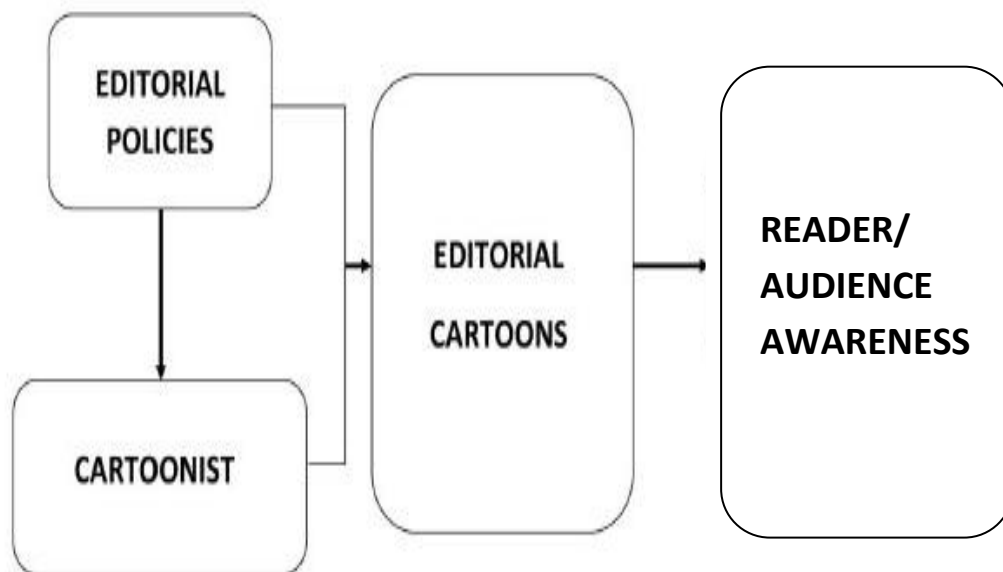 EDITORIAL
POLICIES
CARTOONIST
EDITORIAL
CARTOONS
READER/
AUDIENCE
AWARENESS